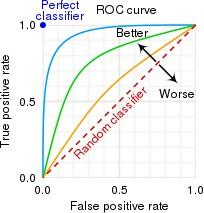 Perfect
classifier
ROC curve
1.0
Better
0.5
Worse
Random classifier
0.0
0.0 0.5 1.0
True positive rate
False positive rate